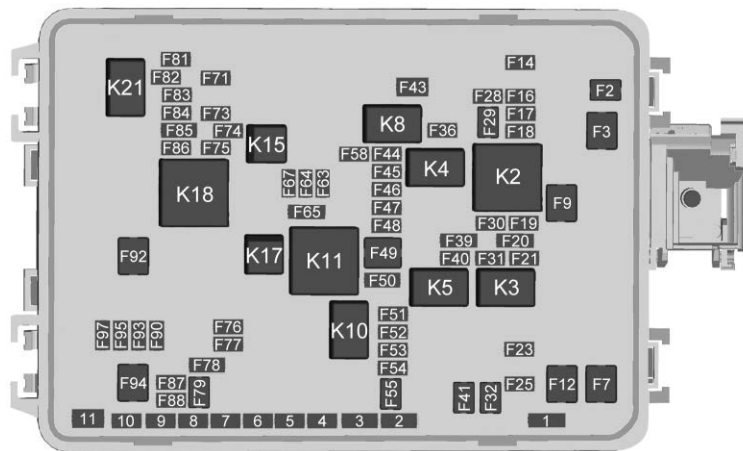 F81
F14
F82 F71
K21 F43 F2
F83 F28 F16
F84 F73 F17
F29
K8 F3
F85 F74 F36 F18
K15
F86 F75 F58 F44
K4 K2
F45
F67 F64 F63 F46
K18 F9
F65 F47
F48 F30 F19
F39 F20
F92 K17 K11 F49
F40 F31 F21
F50
K5 K3
F51
F97 F95 F93 F90 F76 K10 F52
F77 F53 F23
F78 F54
F94 F87 F25 F12 F7
F79 F55 F41 F32
F88
11 10 9 8 7 6 5 4 3 2 1